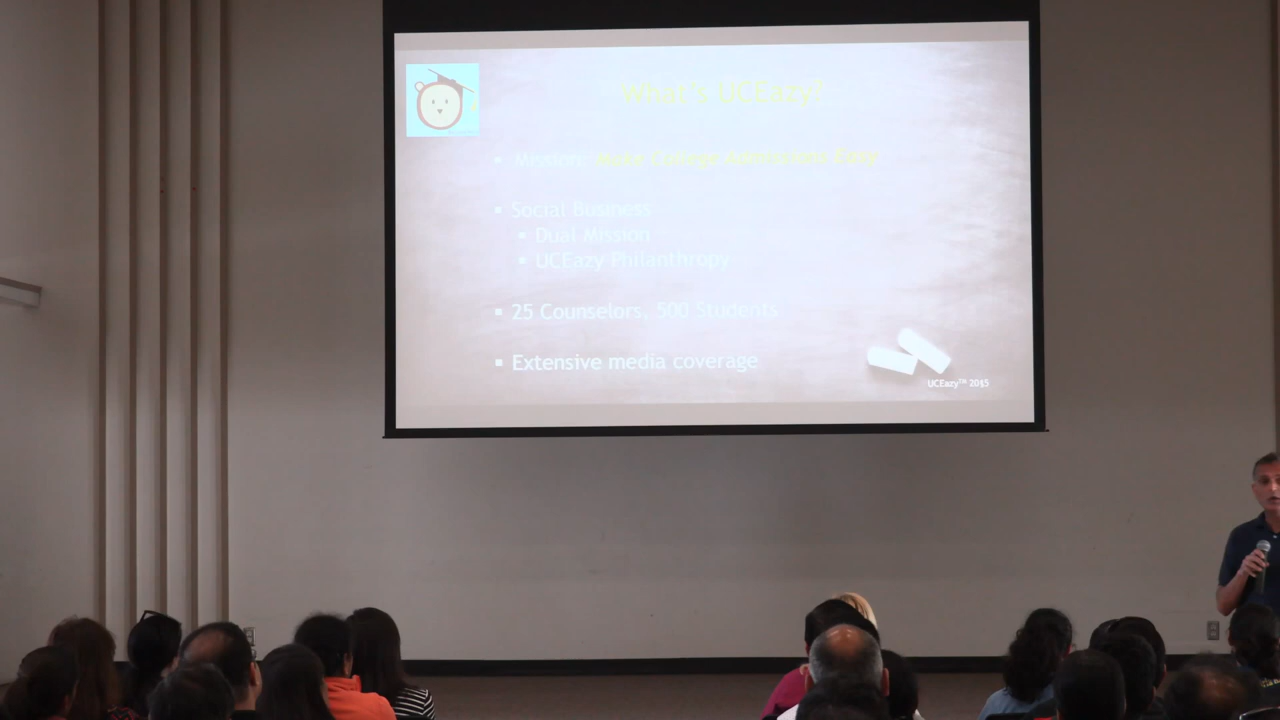 What's UCEazy?
Mission: Make College Admissions Easy
Social Business
Dual Mission
UCEazy Philanthropy
25 Counselors, 500 Students
Extensive media coverage
UCEazy™ 2015